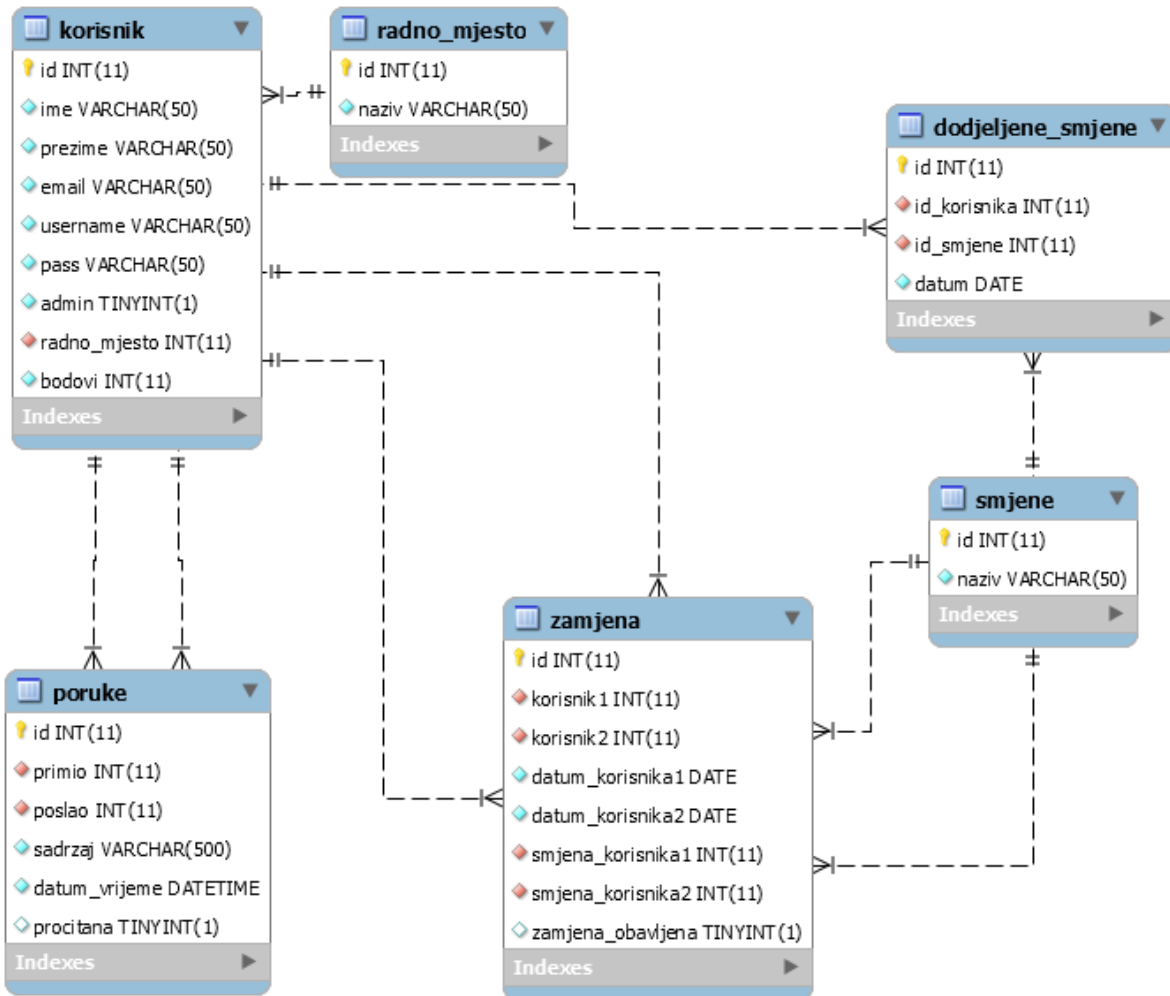 korisnik
id INT(11)
ime VARCHAR(50)
prezime VARCHAR(50)
email VARCHAR(50)
username VARCHAR(50)
pass VARCHAR(50)
admin TINYINT(1)
radno_mjesto INT(11)
bodovi INT(11)
Indexes
radno_mjesto
id INT(11)
naziv VARCHAR(50)
Indexes
dodjeljene_smjene
id INT(11)
id_korisnika INT(11)
id_smjene INT(11)
datum DATE
Indexes
smjene
id INT(11)
naziv VARCHAR(50)
Indexes
zamjena
id INT(11)
korisnik1 INT(11)
korisnik2 INT(11)
datum_korisnika1 DATE
datum_korisnika2 DATE
smjena_korisnika1 INT(11)
smjena_korisnika2 INT(11)
zamjena_obavljena TINYINT(1)
Indexes
poruke
id INT(11)
primio INT(11)
poslao INT(11)
sadrzaj VARCHAR(500)
datum_vrijeme DATETIME
procitana TINYINT(1)
Indexes